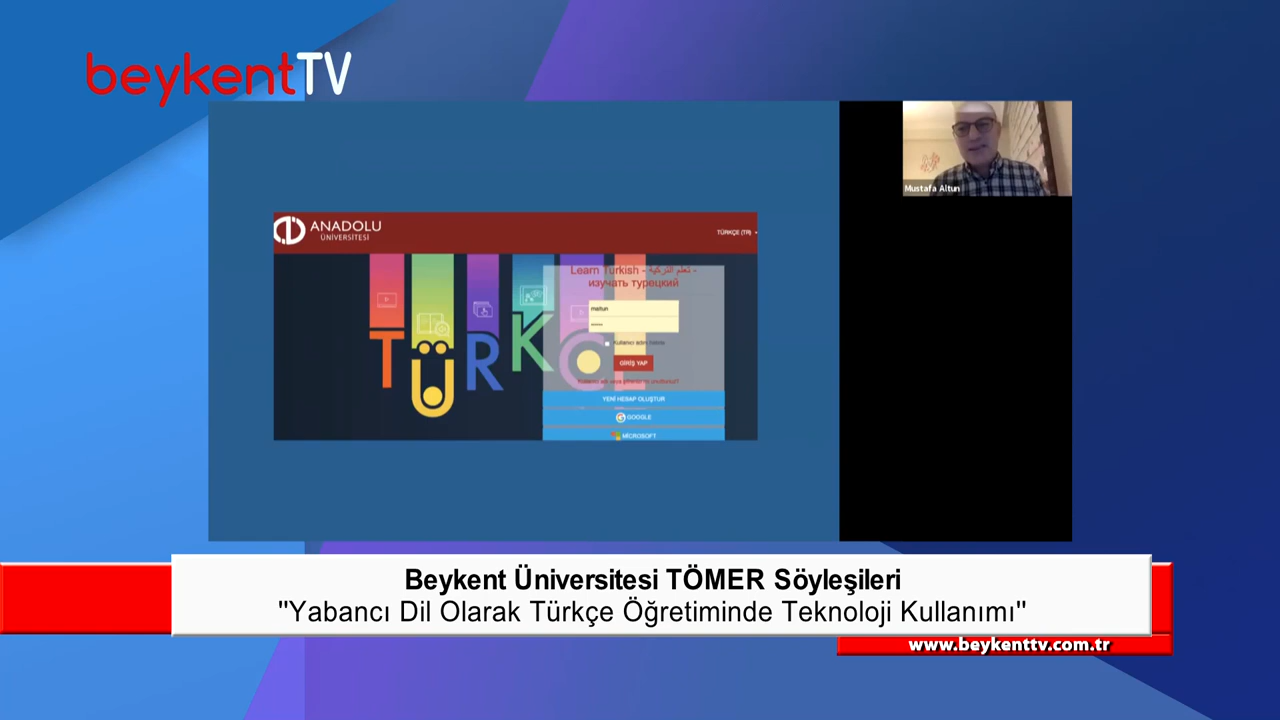 beykentTV
ANADOLU
ÜNİVERSİTESİ
TÜRKÇE (TR)
Learn Turkish - تعلم التركية -
изучать турецкий
maltun
TÜRKÇE
GİRİŞ YAP
YENİ HESAP OLUŞTUR
GOOGLE
MICROSOFT
Mustafa Altun
Beykent Üniversitesi TÖMER Söyleşileri
"Yabancı Dil Olarak Türkçe Öğretiminde Teknoloji Kullanımı"
www.beykenttv.com.tr